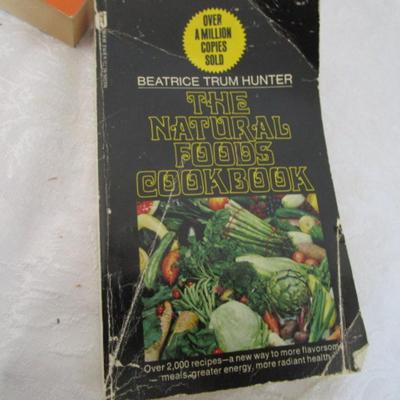 OVER
A MILLION
COPIES
SOLD
BEATRICE TRUM HUNTER
THE
NATURAL
FOODS
COOKBOOK
Over 2,000 recipes—a new way to more flavorsome
meals, greater energy, more radiant health